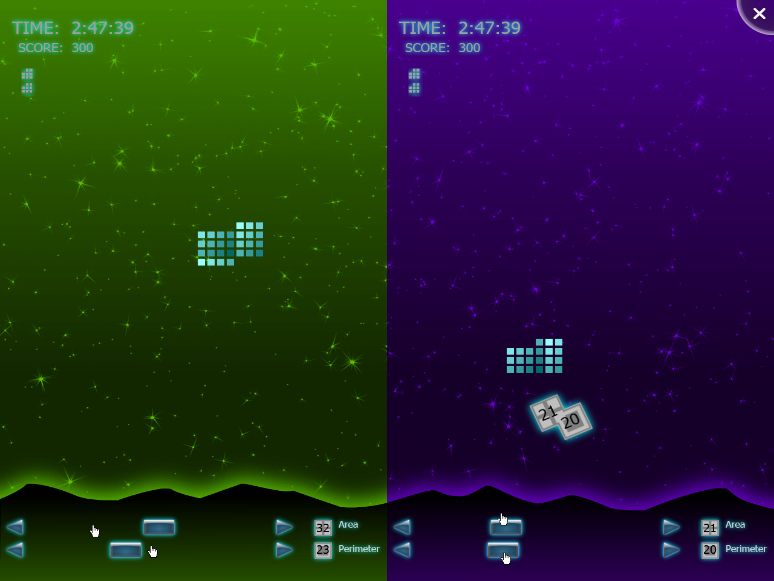 TIME: 2:47:39
SCORE: 300
32 Area
23 Perimeter
TIME: 2:47:39
SCORE: 300
21
20
21 Area
20 Perimeter